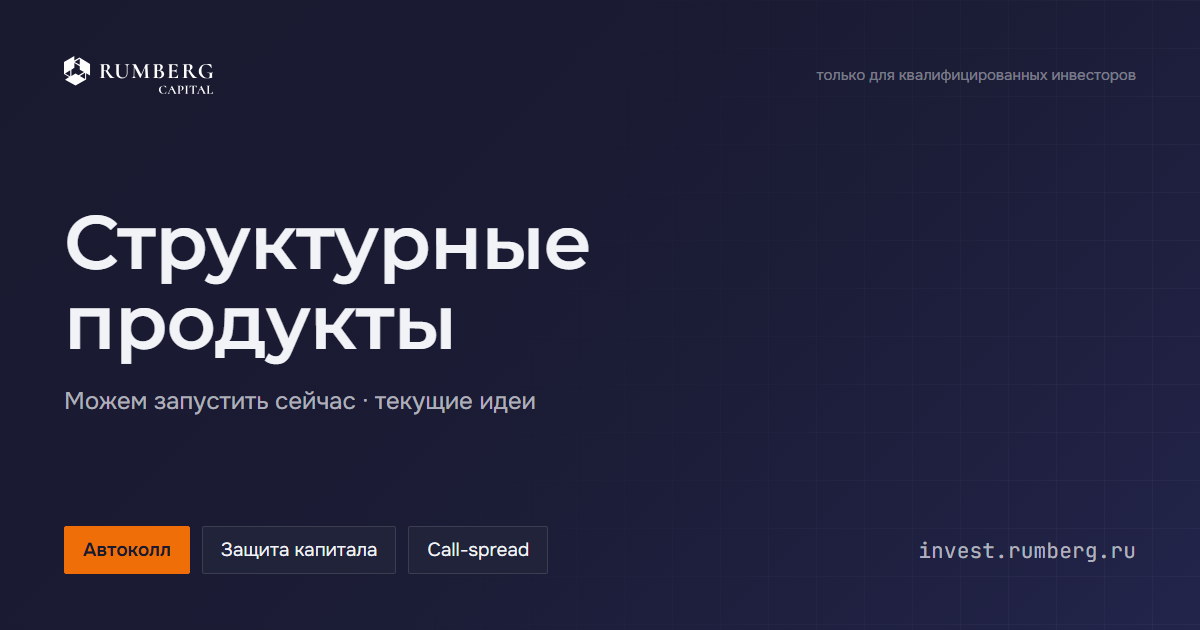 RUMBERG
CAPITAL
только для квалифицированных инвесторов
Структурные
продукты
Можем запустить сейчас · текущие идеи
Автоколл
Защита капитала
Call-spread
invest.rumberg.ru